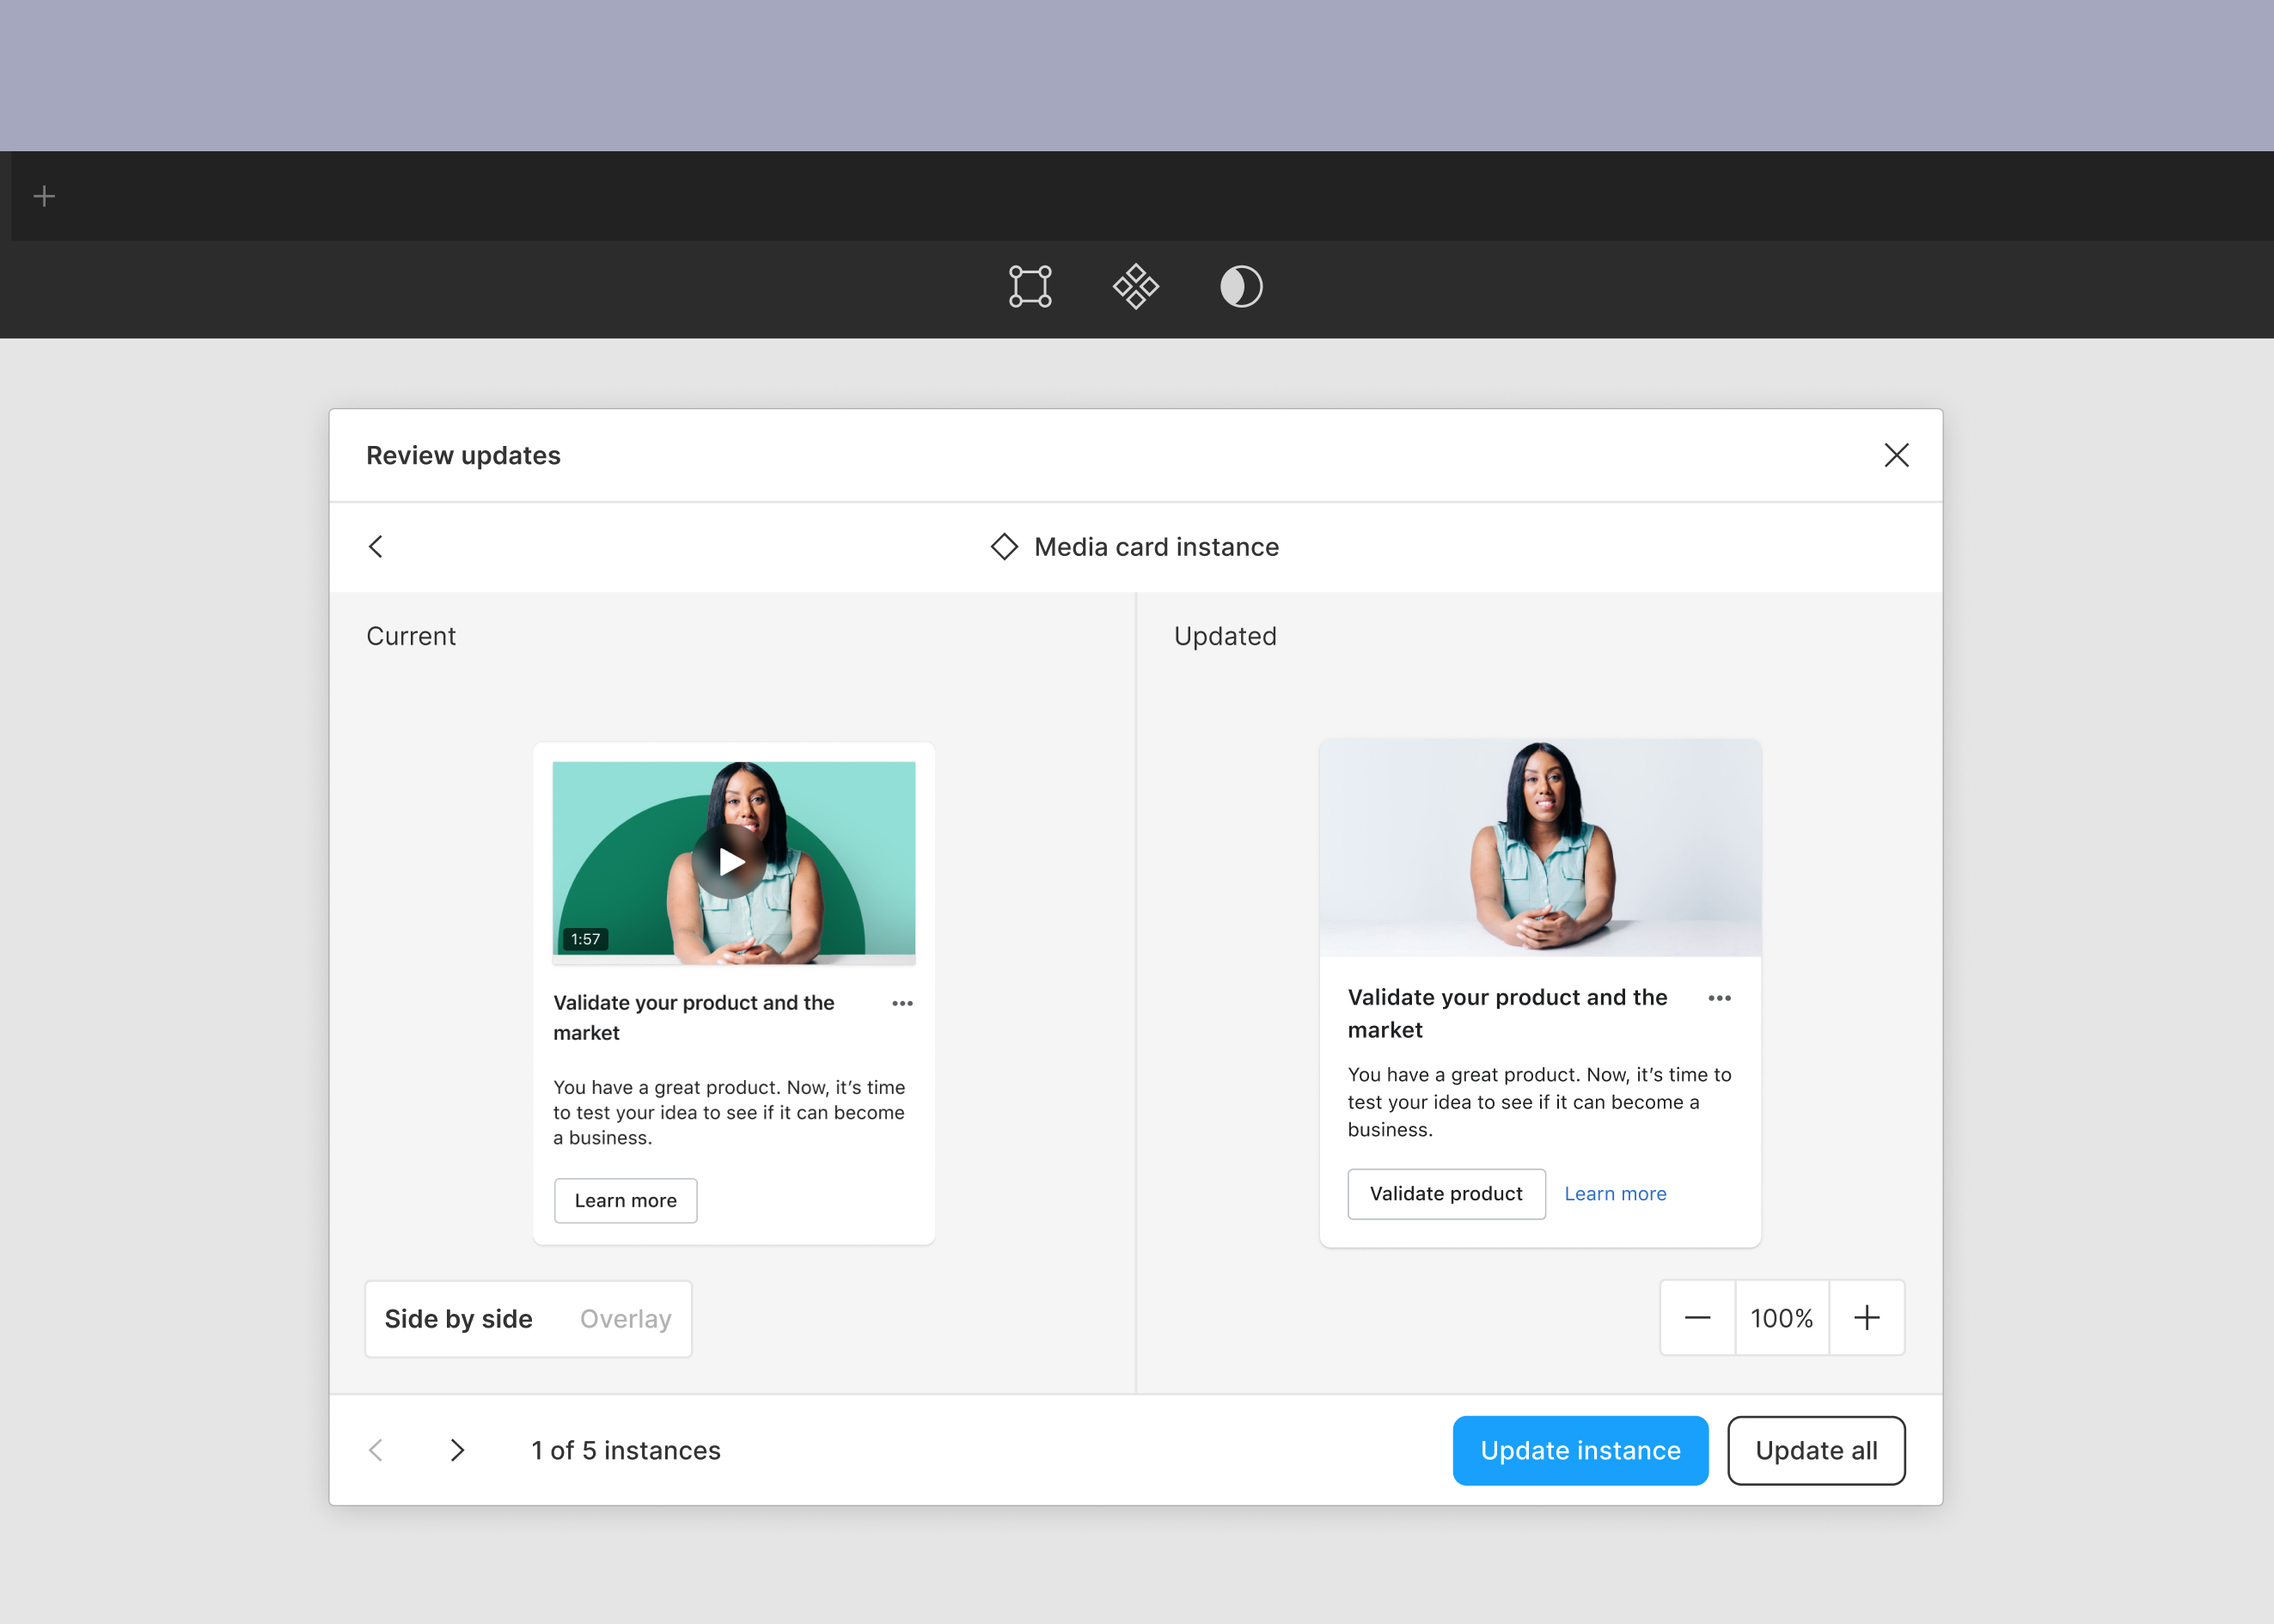 Review updates
Media card instance
Current
Updated
1:57
Validate your product and the
market
You have a great product. Now, it’s time
to test your idea to see if it can become
a business.
Learn more
Validate your product and the
market
You have a great product. Now, it’s time to
test your idea to see if it can become a
business.
Validate product
Learn more
Side by side
Overlay
100%
1 of 5 instances
Update instance
Update all